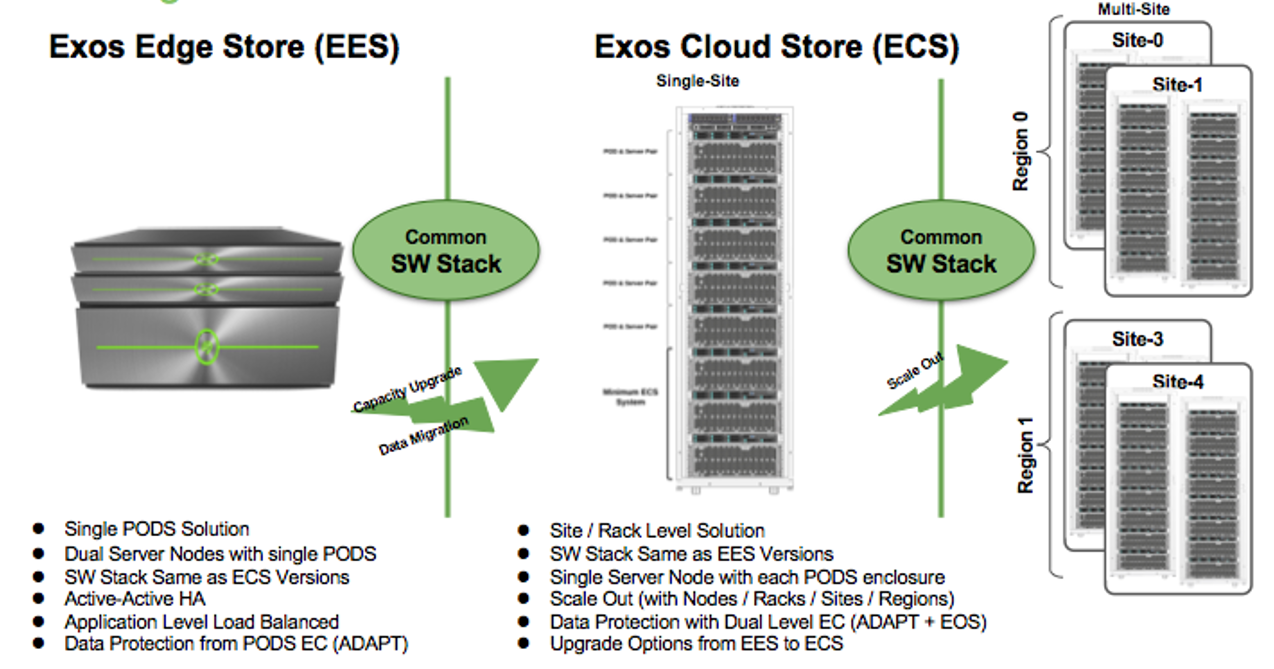 Exos Edge Store (EES)
Common
SW Stack
Capacity Upgrade
Data Migration
● Single PODS Solution
● Dual Server Nodes with single PODS
● SW Stack Same as ECS Versions
● Active-Active HA
● Application Level Load Balanced
● Data Protection from PODS EC (ADAPT)
Exos Cloud Store (ECS)
Single-Site
POD & Server Pair
POD & Server Pair
POD & Server Pair
POD & Server Pair
POD & Server Pair
Minimum ECS
System
● Site / Rack Level Solution
● SW Stack Same as EES Versions
● Single Server Node with each PODS enclosure
● Scale Out (with Nodes / Racks / Sites / Regions)
● Data Protection with Dual Level EC (ADAPT + EOS)
● Upgrade Options from EES to ECS
Common
SW Stack
Scale Out
Multi-Site
Region 0
Site-0
Site-1
Region 1
Site-3
Site-4